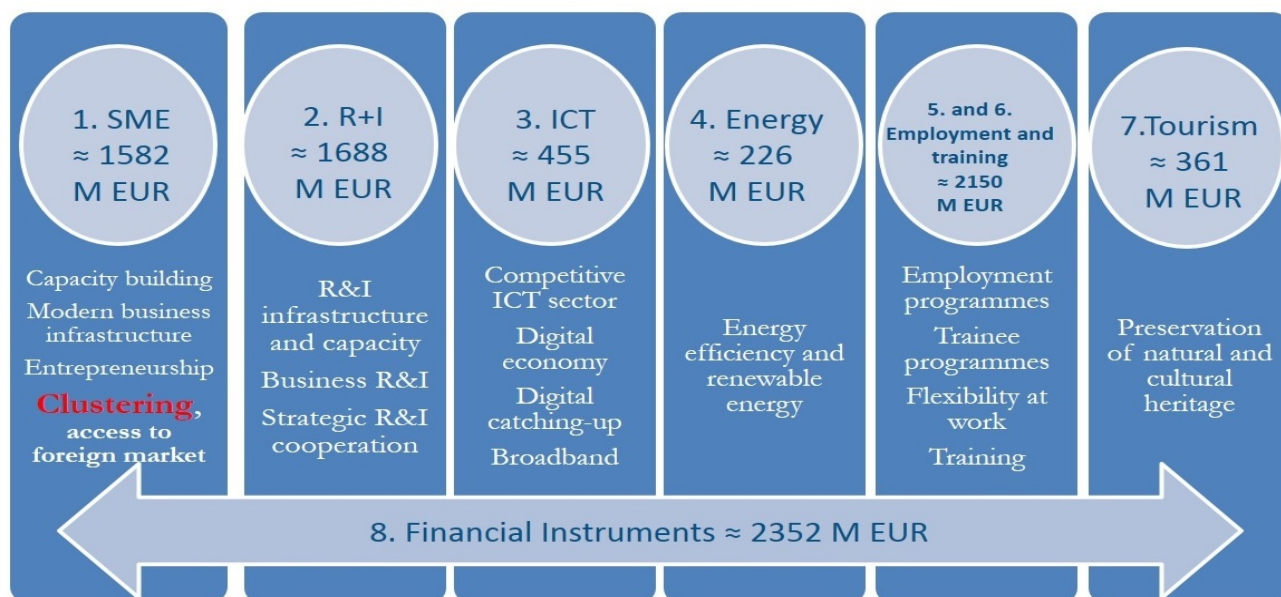 1. SME
≈ 1582
M EUR
Capacity building
Modern business
infrastructure
Entrepreneurship
Clustering,
access to
foreign market
2. R+I
≈ 1688
M EUR
R&I
infrastructure
and capacity
Business R&I
Strategic R&I
cooperation
3. ICT
≈ 455
M EUR
Competitive
ICT sector
Digital
economy
Digital
catching-up
Broadband
4. Energy
≈ 226
M EUR
Energy
efficiency and
renewable
energy
5. and 6.
Employment and
training
≈ 2150
M EUR
Employment
programmes
Trainee
programmes
Flexibility at
work
Training
7.Tourism
≈ 361
M EUR
Preservation
of natural and
cultural
heritage
8. Financial Instruments ≈ 2352 M EUR